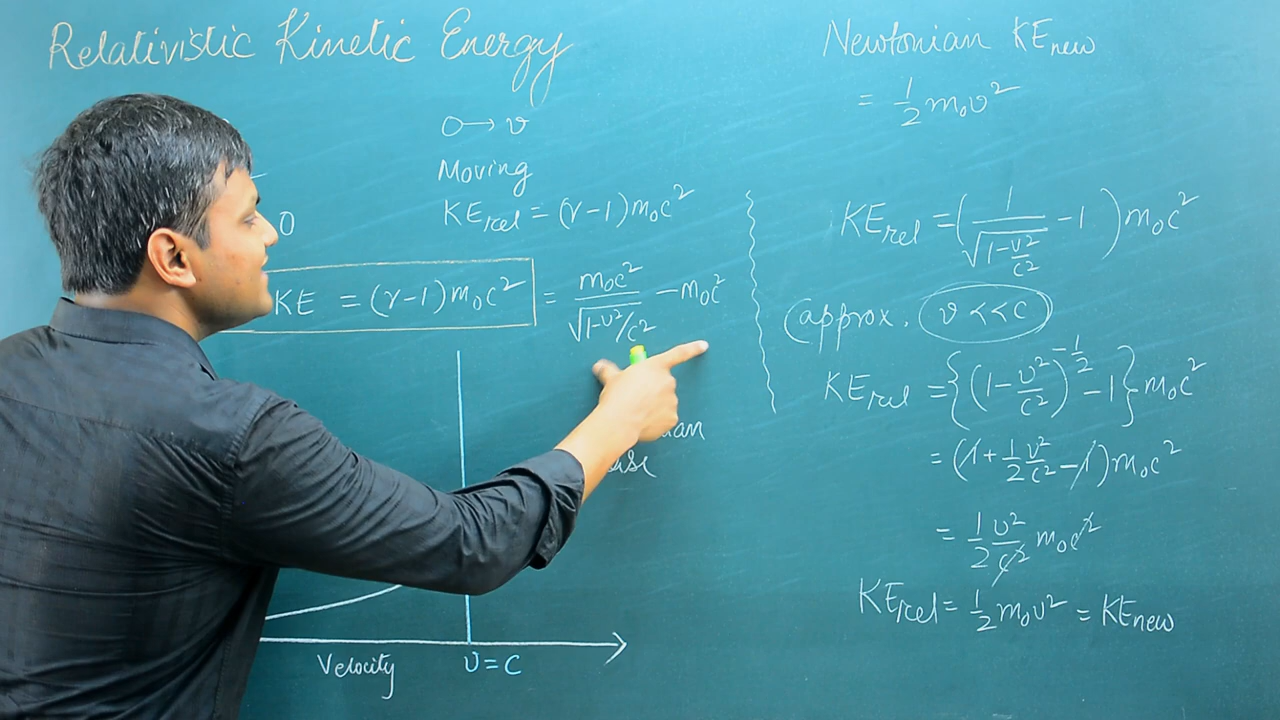 Relativistic Kinetic Energy
0 → v
Moving
KErel = (γ-1)m₀c²
0
KE = (γ-1)m₀c² = m₀c²/√(1-v²/c²) - m₀c²
Velocity
v = c
Newtonian KEnew
= 1/2 m₀v²
KErel = (1/√(1-v²/c²) - 1) m₀c²
(approx. v << c
KErel = {(1-v²/c²)^(-1/2) - 1} m₀c²
= (1 + 1/2 v²/c² - 1) m₀c²
= 1/2 v²/c² m₀c²
KErel = 1/2 m₀v² = KEnew